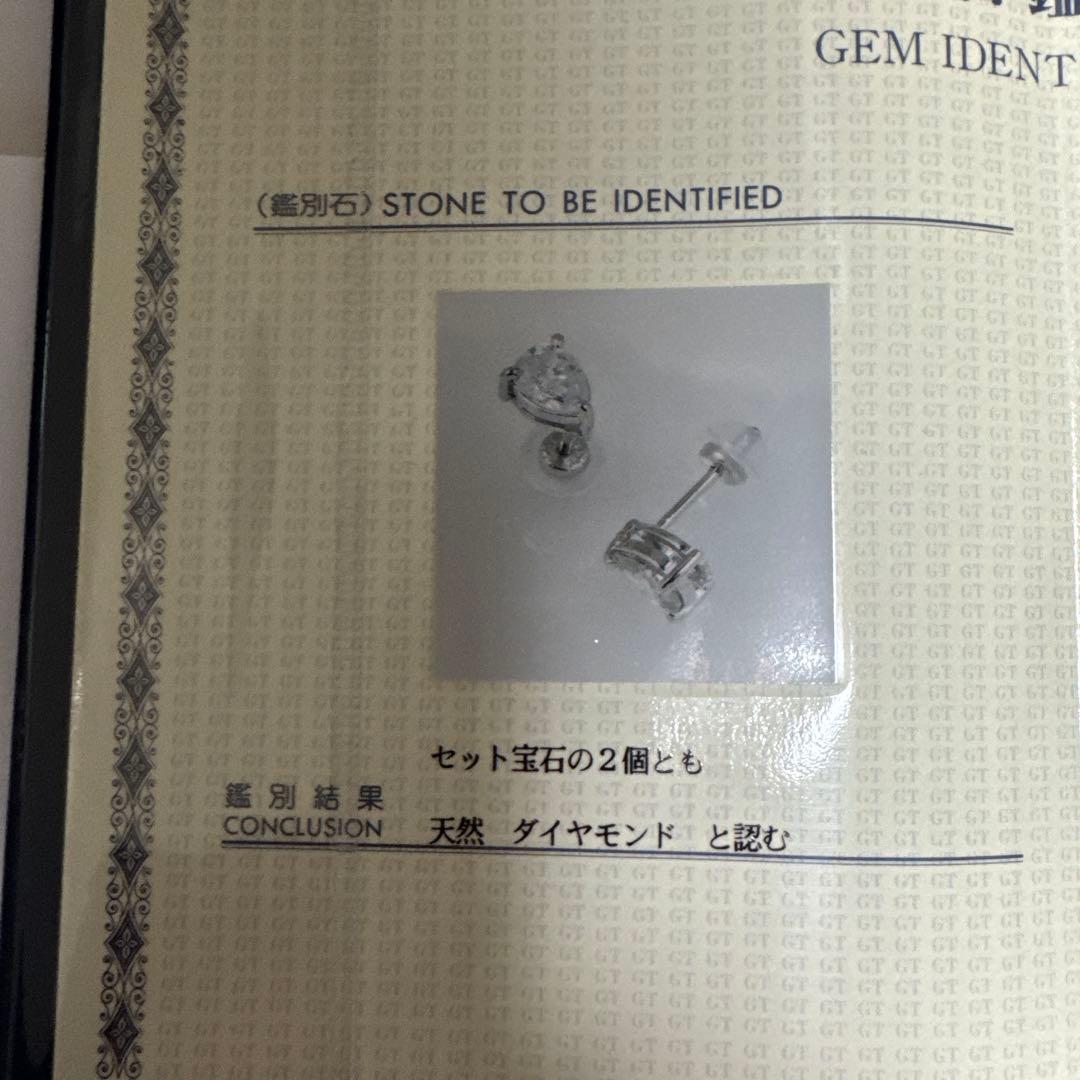 GEM IDENT
(鑑別石) STONE TO BE IDENTIFIED
セット宝石の2個とも
鑑別結果
CONCLUSION 天然 ダイヤモンド と認む